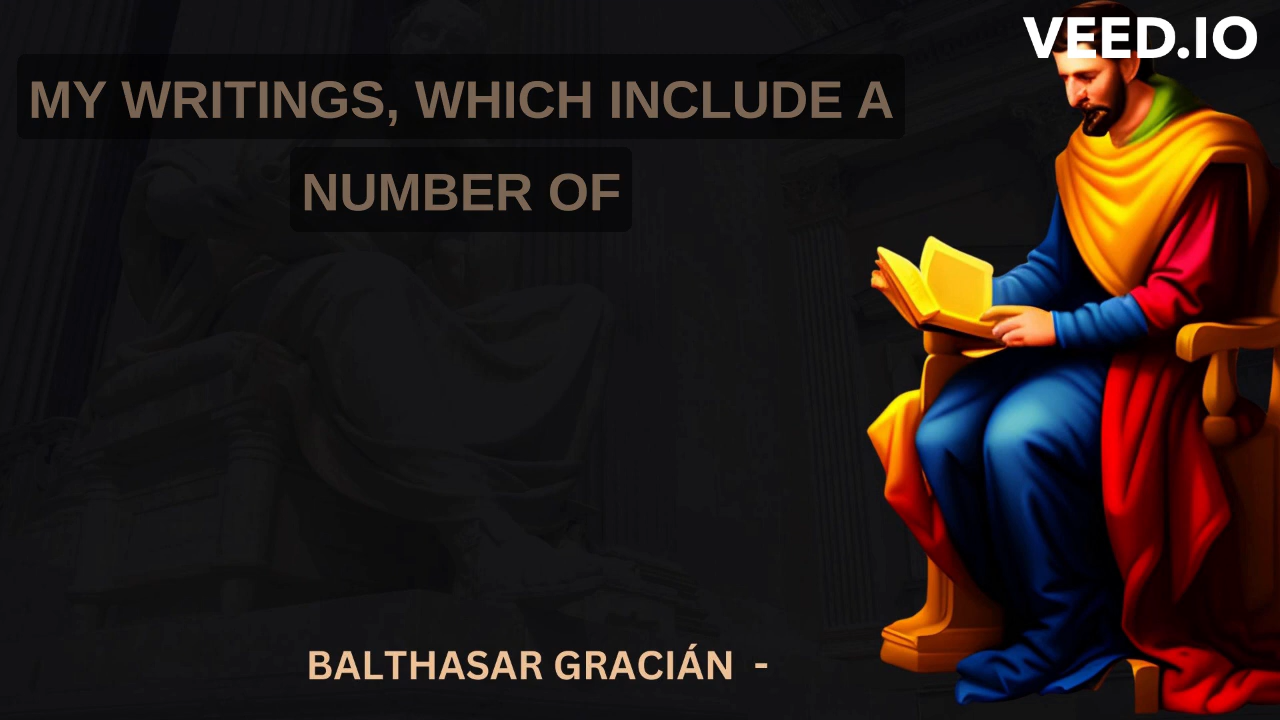 VEED.IO
MY WRITINGS, WHICH INCLUDE A
NUMBER OF
BALTHASAR GRACIÁN -